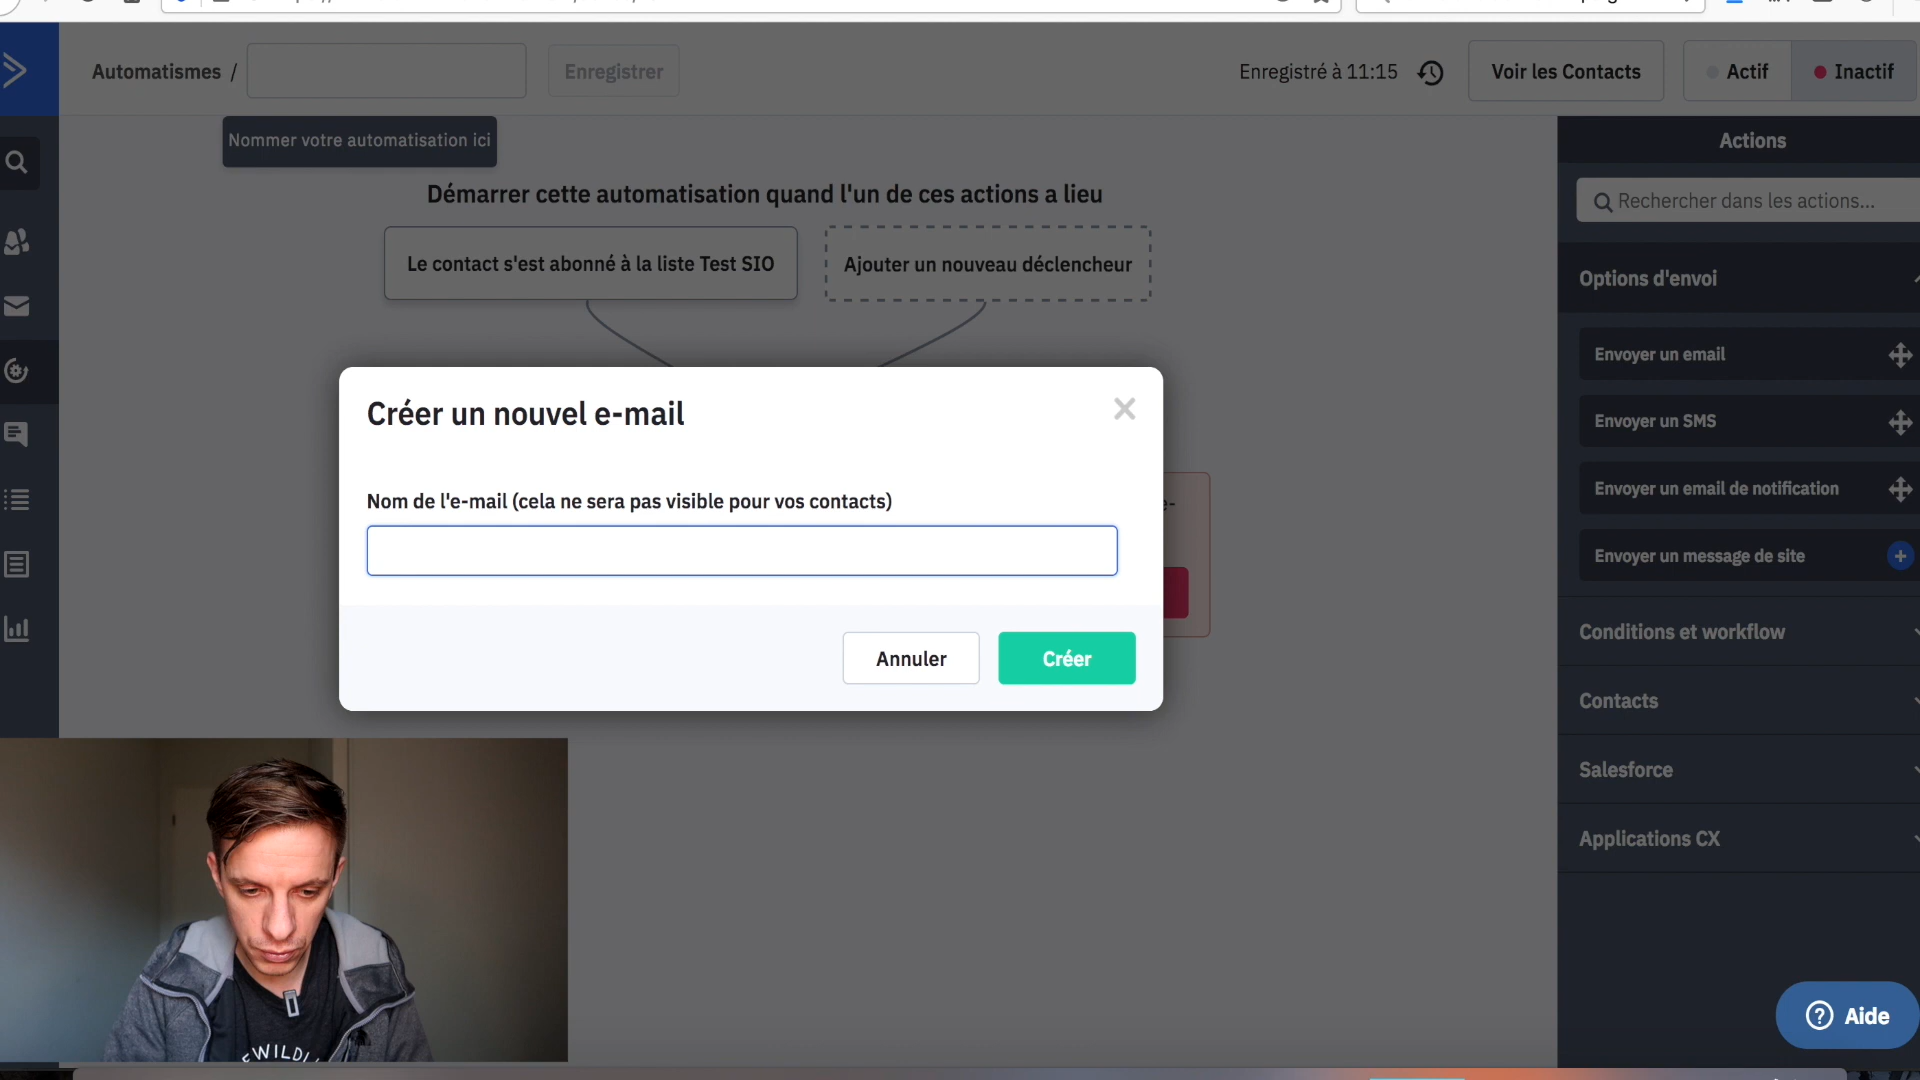 Automatismes /
Enregistrer
Enregistré à 11:15
Voir les Contacts
Actif
Inactif
Nommer votre automatisation ici
Actions
Démarrer cette automatisation quand l'un de ces actions a lieu
Rechercher dans les actions...
Le contact s'est abonné à la liste Test SIO
Ajouter un nouveau déclencheur
Options d'envoi
Envoyer un email
Créer un nouvel e-mail
Envoyer un SMS
Nom de l'e-mail (cela ne sera pas visible pour vos contacts)
e-
Envoyer un email de notification
Envoyer un message de site
Annuler
Créer
Conditions et workflow
Contacts
Salesforce
Applications CX
Aide